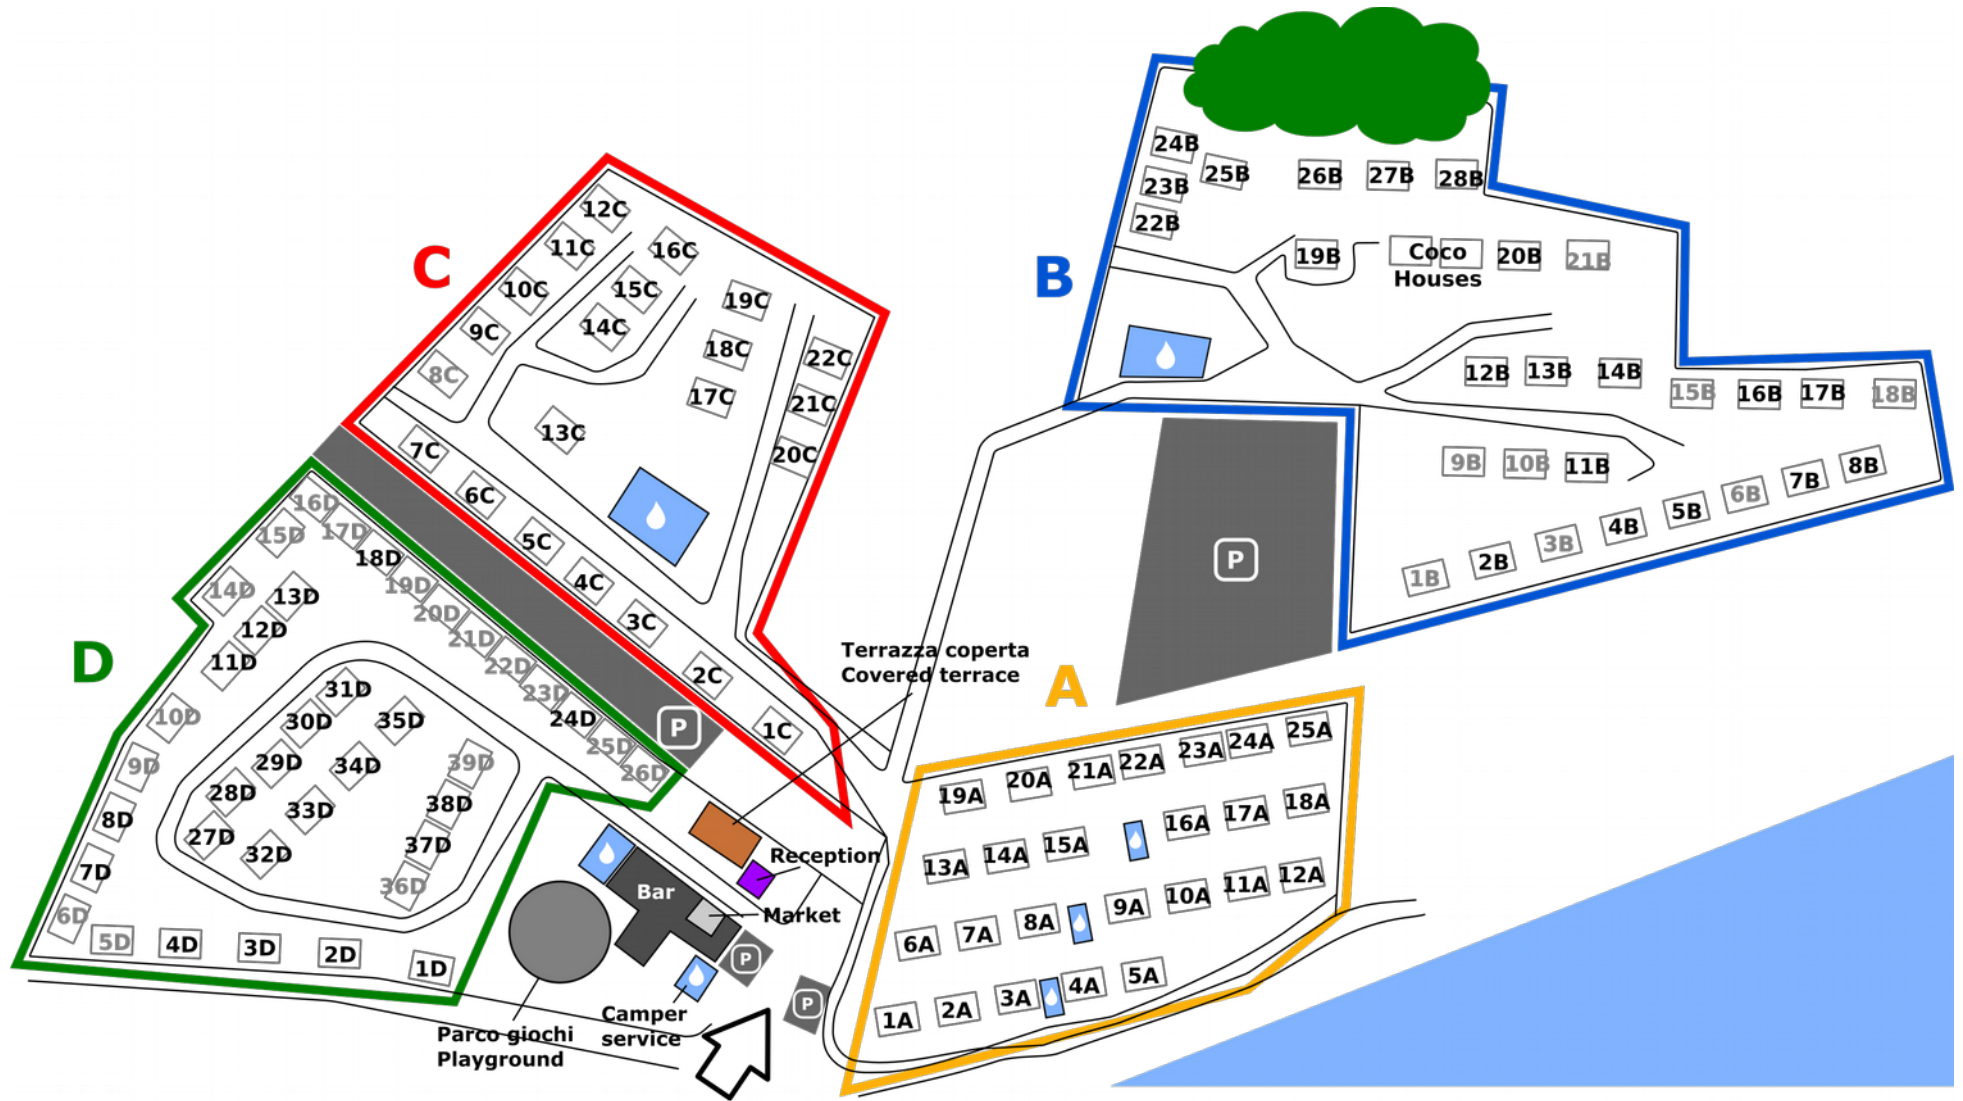 24B
25B
23B
26B
27B
28B
22B
19B
Coco
Houses
20B
21B
B
12B
13B
14B
15B
16B
17B
18B
9B
10B
11B
8B
7B
6B
5B
4B
3B
2B
1B
P
C
12C
11C
16C
10C
15C
19C
9C
14C
18C
22C
8C
17C
21C
13C
20C
7C
6C
5C
4C
3C
2C
1C
P
D
16D
15D
17D
18D
19D
14D
13D
20D
12D
21D
11D
22D
31D
23D
10D
30D
35D
24D
25D
9D
29D
34D
39D
26D
28D
33D
38D
8D
27D
32D
37D
7D
36D
6D
5D
4D
3D
2D
1D
Terrazza coperta
Covered terrace
Reception
Bar
Market
P
P
Camper
service
Parco giochi
Playground
A
25A
24A
23A
22A
21A
20A
19A
18A
17A
16A
15A
14A
13A
12A
11A
10A
9A
8A
7A
6A
5A
4A
3A
2A
1A